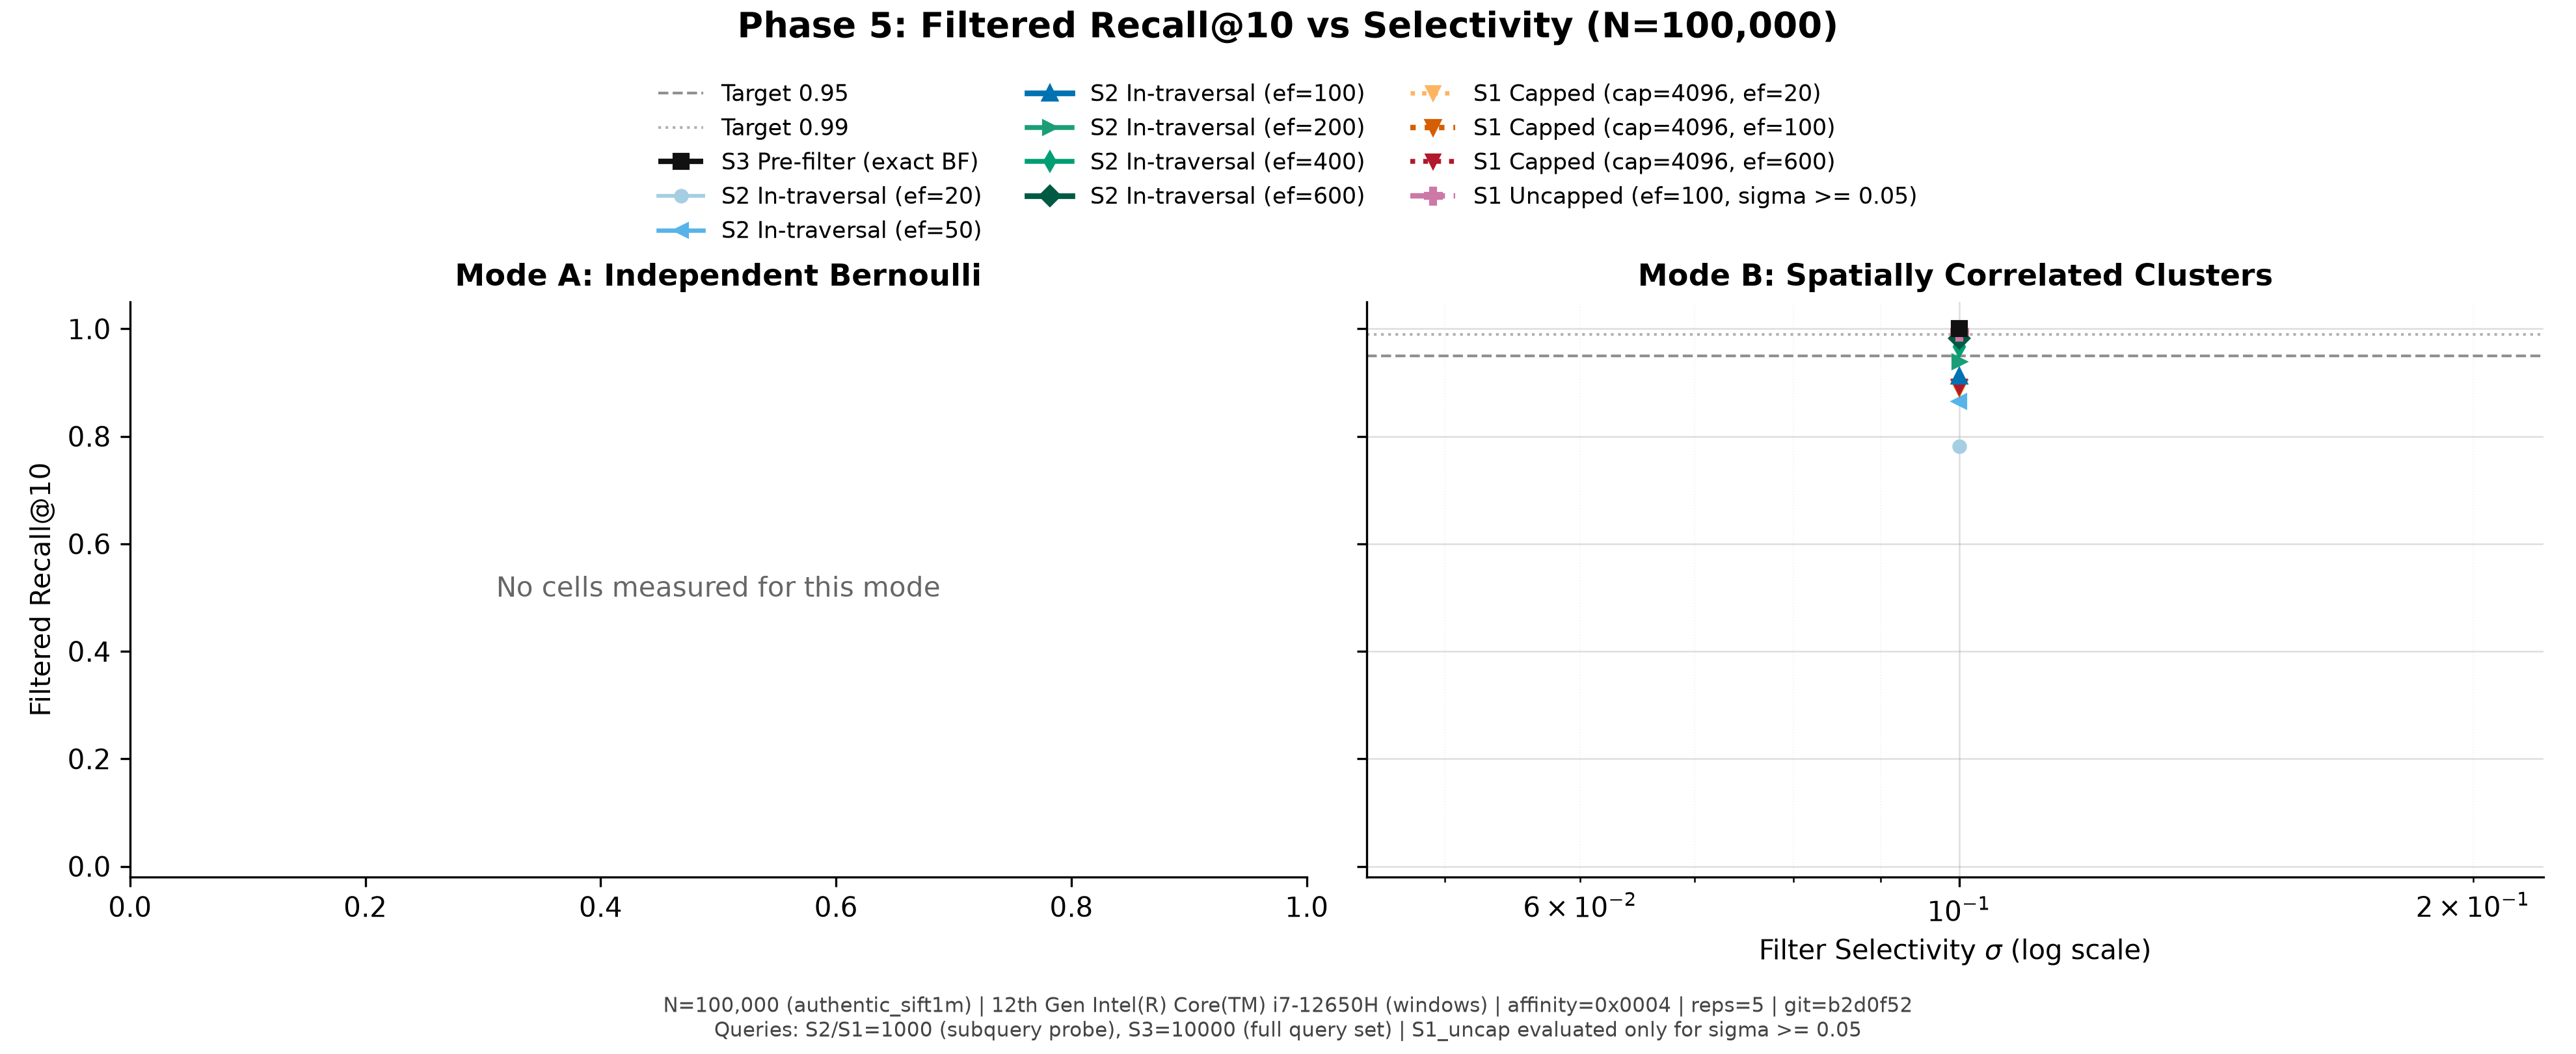 Phase 5: Filtered Recall@10 vs Selectivity (N=100,000)
Target 0.95
Target 0.99
S3 Pre-filter (exact BF)
S2 In-traversal (ef=20)
S2 In-traversal (ef=50)
S2 In-traversal (ef=100)
S2 In-traversal (ef=200)
S2 In-traversal (ef=400)
S2 In-traversal (ef=600)
S1 Capped (cap=4096, ef=20)
S1 Capped (cap=4096, ef=100)
S1 Capped (cap=4096, ef=600)
S1 Uncapped (ef=100, sigma >= 0.05)
Mode A: Independent Bernoulli
Filtered Recall@10
1.0
0.8
0.6
0.4
0.2
0.0
No cells measured for this mode
0.0 0.2 0.4 0.6 0.8 1.0
Mode B: Spatially Correlated Clusters
6 × 10⁻² 10⁻¹ 2 × 10⁻¹
Filter Selectivity σ (log scale)
N=100,000 (authentic_sift1m) | 12th Gen Intel(R) Core(TM) i7-12650H (windows) | affinity=0x0004 | reps=5 | git=b2d0f52
Queries: S2/S1=1000 (subquery probe), S3=10000 (full query set) | S1_uncap evaluated only for sigma >= 0.05